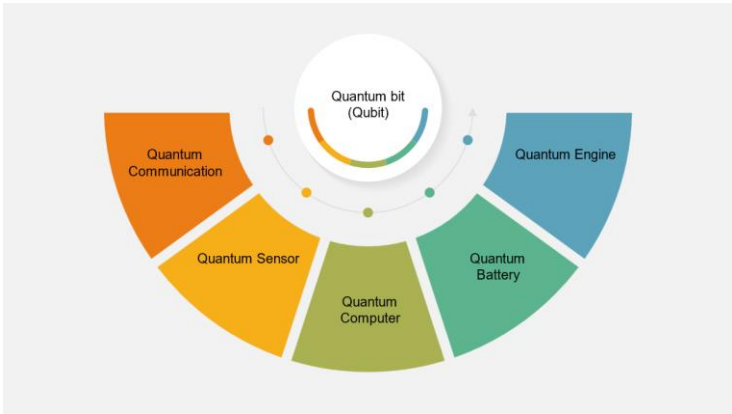 Quantum bit
(Qubit)
Quantum
Communication
Quantum Sensor
Quantum
Computer
Quantum
Battery
Quantum Engine